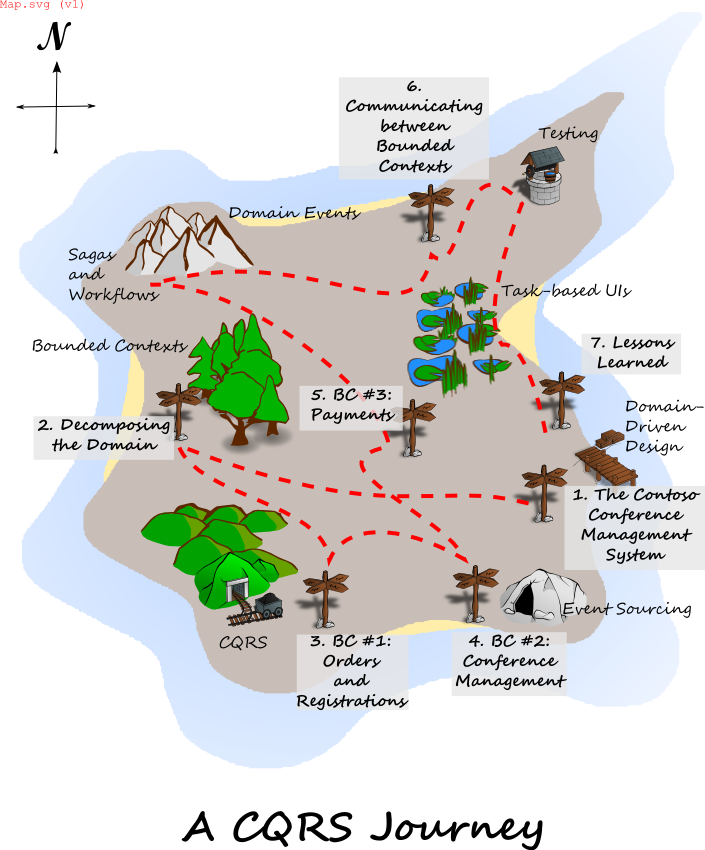 Map.svg (v1)
N
6.
Communicating
between
Bounded
Contexts
Testing
Domain Events
Sagas
and
Workflows
Task-based UIs
Bounded Contexts
7. Lessons
Learned
5. BC #3:
Payments
Domain-
Driven
Design
2. Decomposing
the Domain
1. The Contoso
Conference
Management
System
Event Sourcing
CQRS
3. BC #1:
Orders
and
Registrations
4. BC #2:
Conference
Management
A CQRS Journey